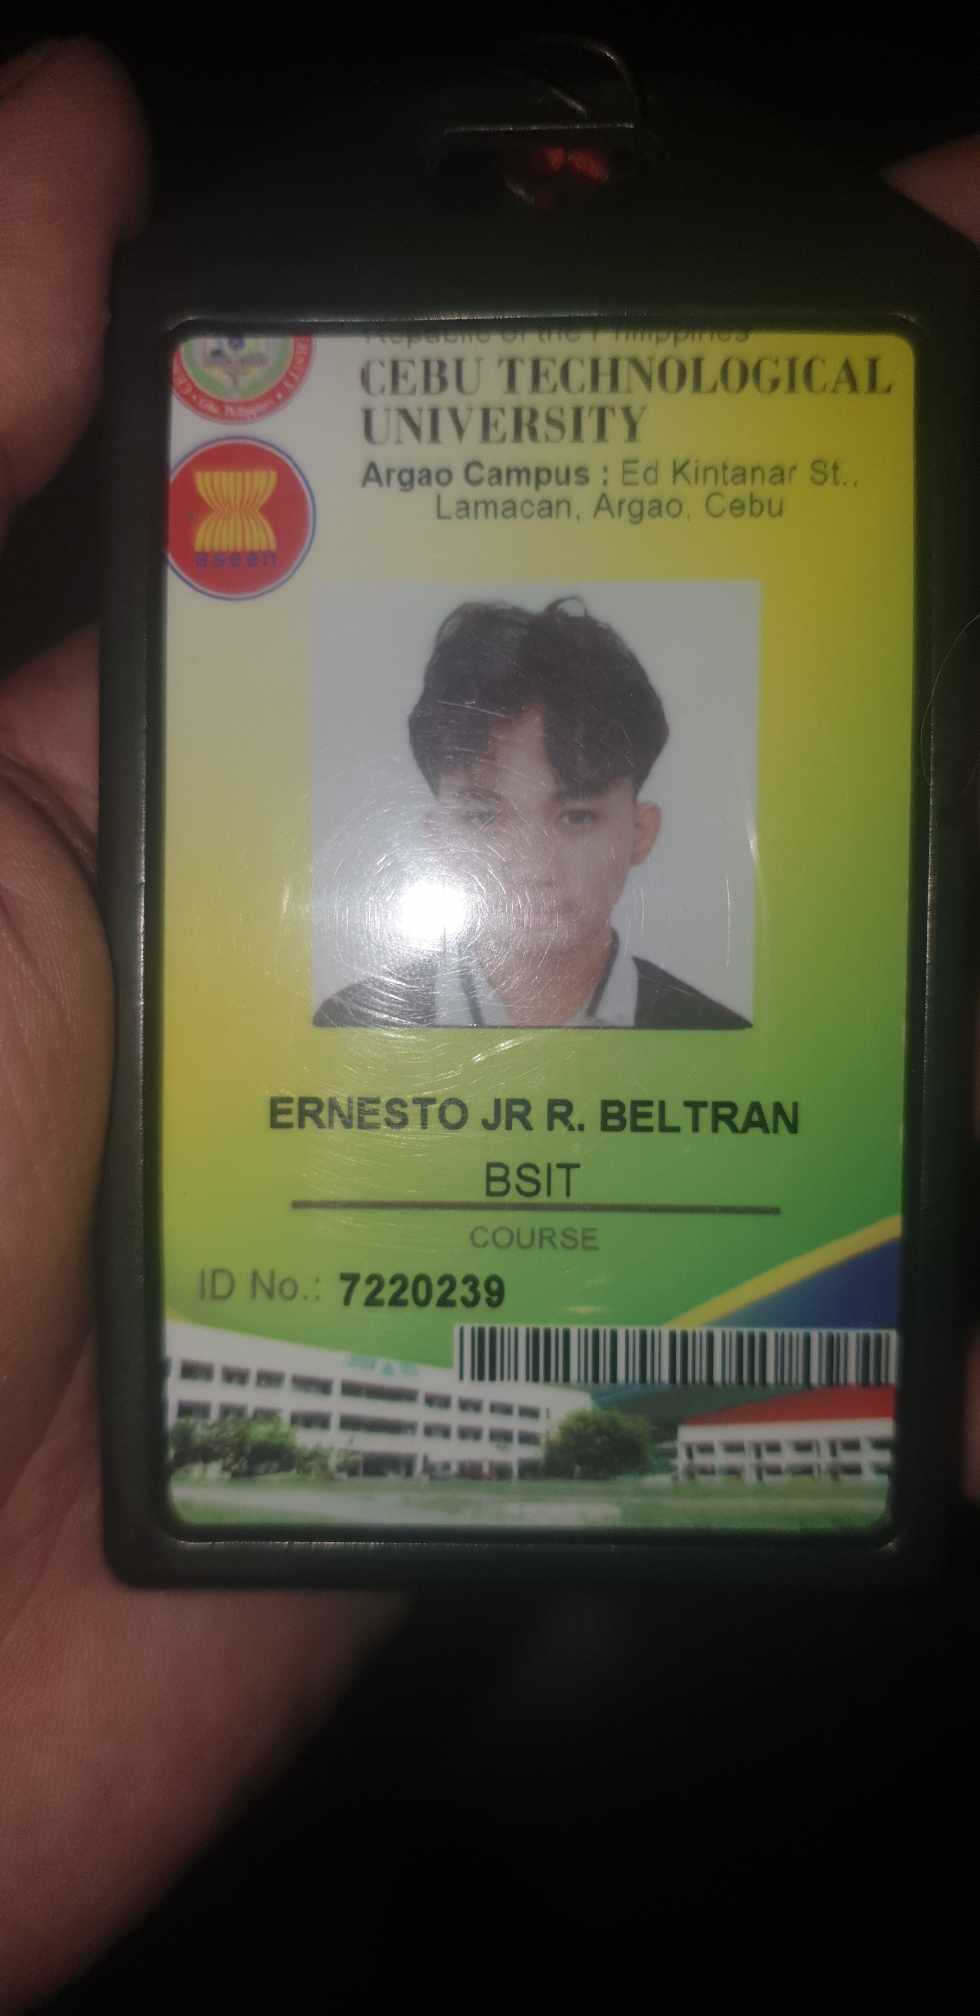 Republic of the Philippines
CEBU TECHNOLOGICAL
UNIVERSITY
Argao Campus : Ed Kintanar St.,
Lamacan, Argao, Cebu
asean
ERNESTO JR R. BELTRAN
BSIT
COURSE
ID No.: 7220239